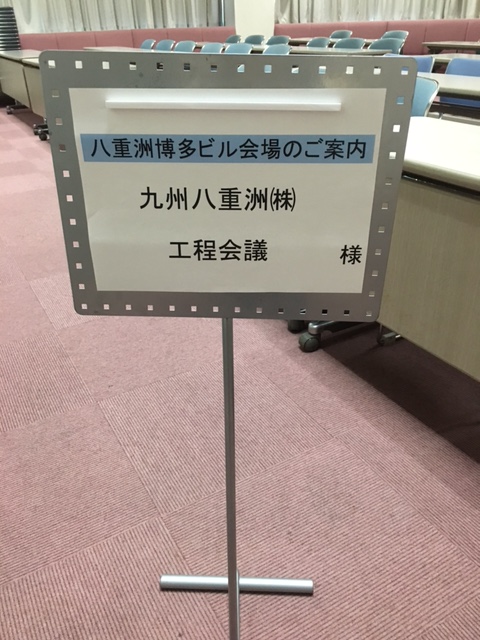 八重洲博多ビル会場のご案内
九州八重洲㈱
工程会議 様